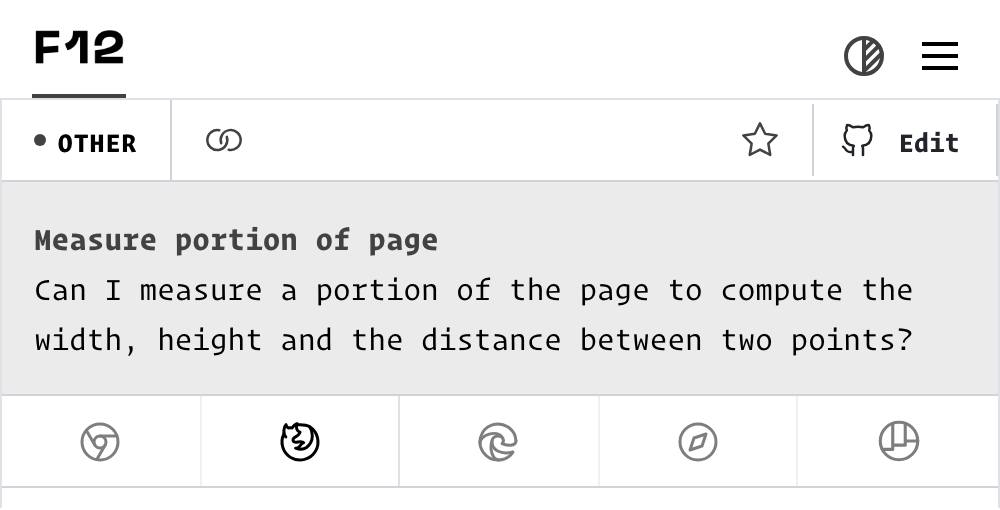 F12
OTHER
Edit
Measure portion of page
Can I measure a portion of the page to compute the
width, height and the distance between two points?